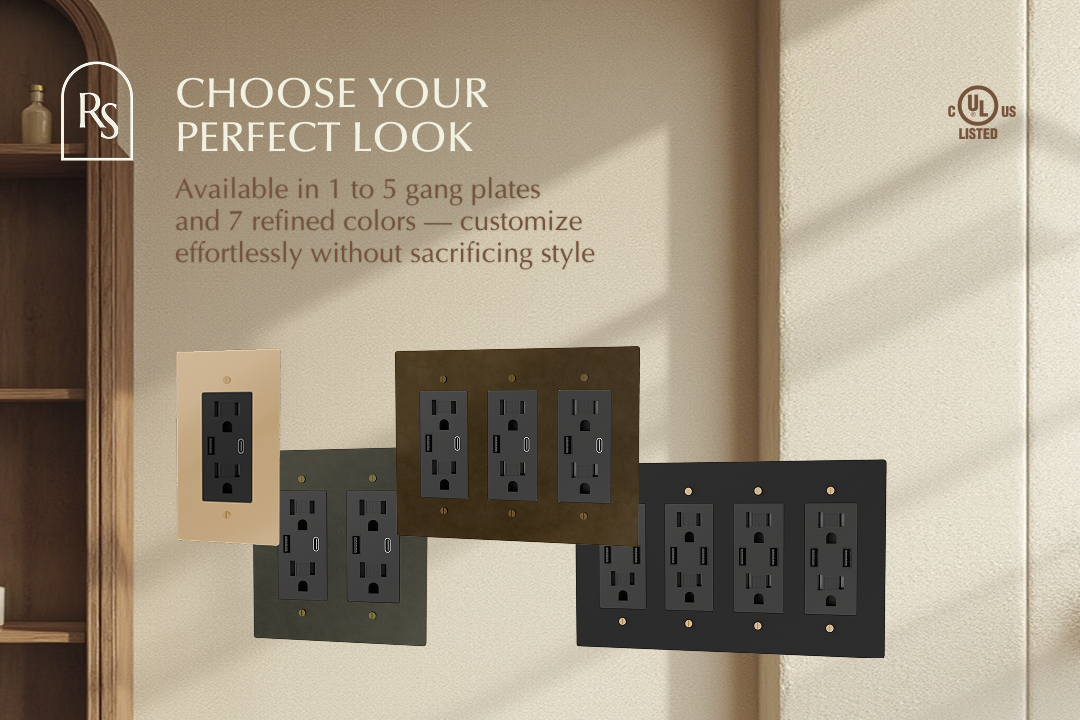 RS
CHOOSE YOUR
PERFECT LOOK
Available in 1 to 5 gang plates
and 7 refined colors — customize
effortlessly without sacrificing style
C UL US
®
LISTED